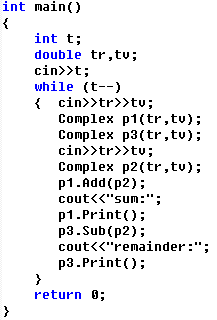 int main()
{
int t;
double tr,tv;
cin>>t;
while (t--)
{ cin>>tr>>tv;
Complex p1(tr,tv);
Complex p3(tr,tv);
cin>>tr>>tv;
Complex p2(tr,tv);
p1.Add(p2);
cout<<"sum:";
p1.Print();
p3.Sub(p2);
cout<<"remainder:";
p3.Print();
}
return 0;
}